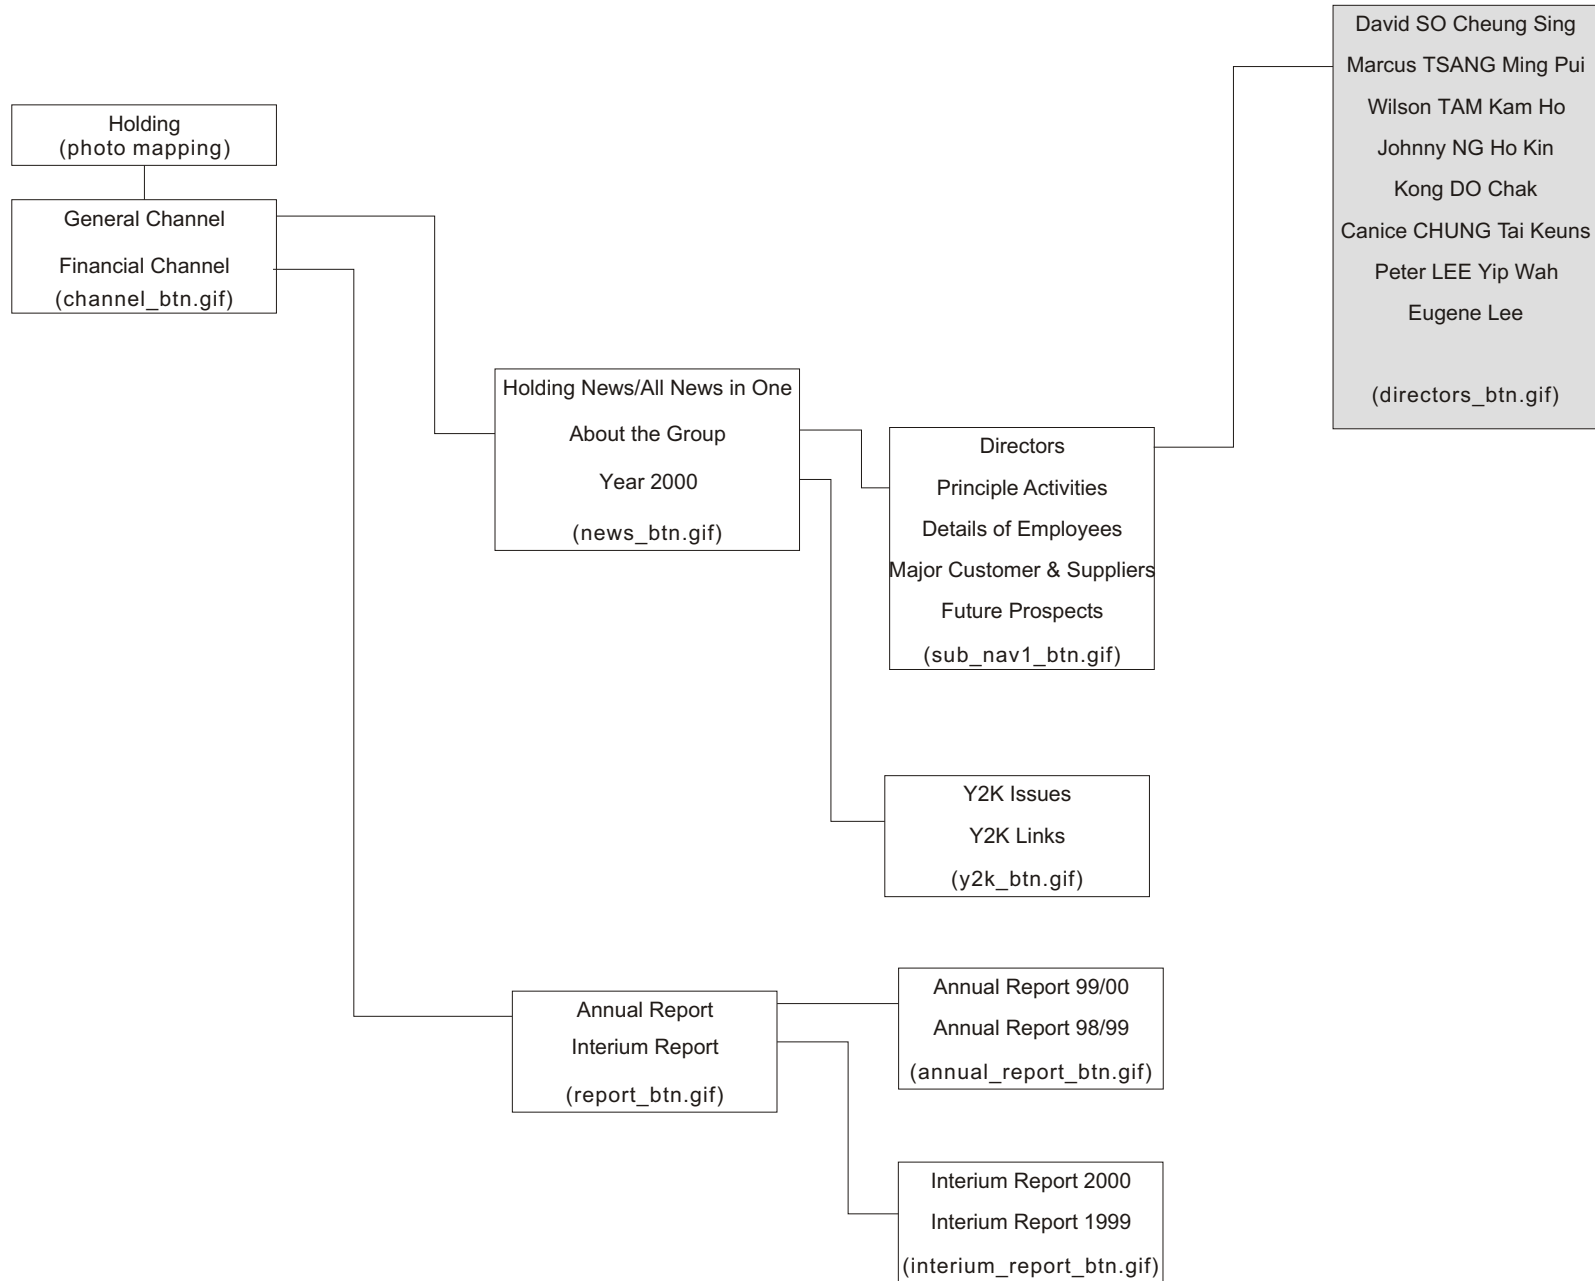 Holding
(photo mapping)
General Channel
Financial Channel
(channel_btn.gif)
Holding News/All News in One
About the Group
Year 2000
(news_btn.gif)
Directors
Principle Activities
Details of Employees
Major Customer & Suppliers
Future Prospects
(sub_nav1_btn.gif)
David SO Cheung Sing
Marcus TSANG Ming Pui
Wilson TAM Kam Ho
Johnny NG Ho Kin
Kong DO Chak
Canice CHUNG Tai Keuns
Peter LEE Yip Wah
Eugene Lee
(directors_btn.gif)
Y2K Issues
Y2K Links
(y2k_btn.gif)
Annual Report
Interium Report
(report_btn.gif)
Annual Report 99/00
Annual Report 98/99
(annual_report_btn.gif)
Interium Report 2000
Interium Report 1999
(interium_report_btn.gif)